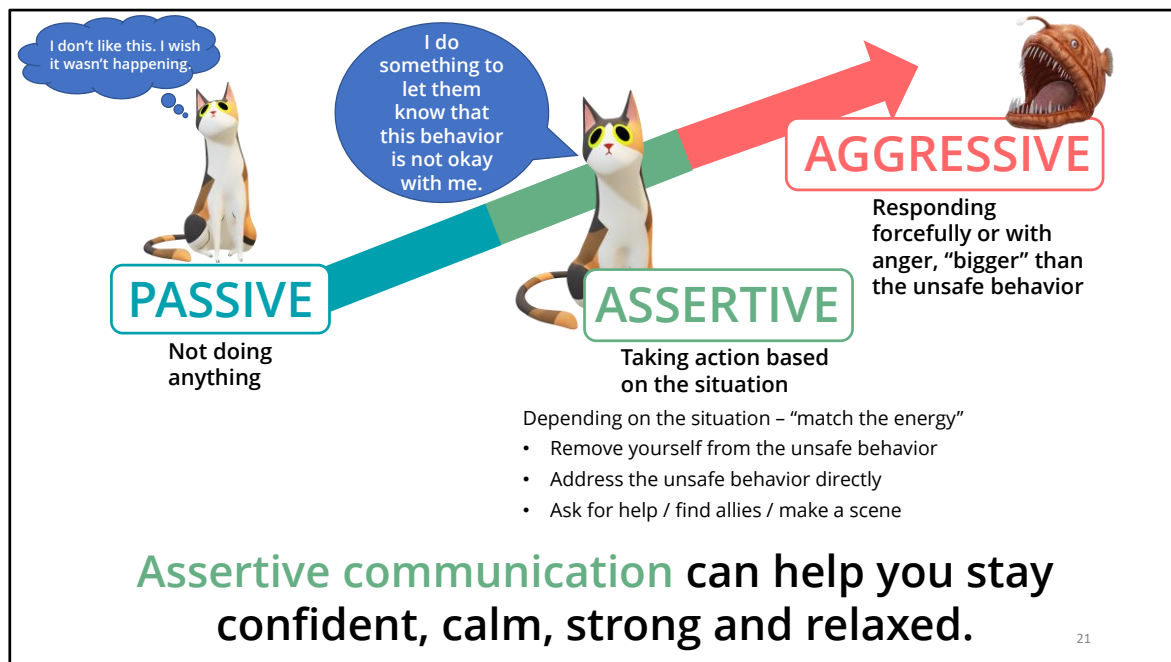 I don't like this. I wish
it wasn't happening.
I do
something to
let them
know that
this behavior
is not okay
with me.
PASSIVE
Not doing
anything
ASSERTIVE
Taking action based
on the situation
Depending on the situation – “match the energy”
• Remove yourself from the unsafe behavior
• Address the unsafe behavior directly
• Ask for help / find allies / make a scene
AGGRESSIVE
Responding
forcefully or with
anger, “bigger” than
the unsafe behavior
Assertive communication can help you stay
confident, calm, strong and relaxed.
21